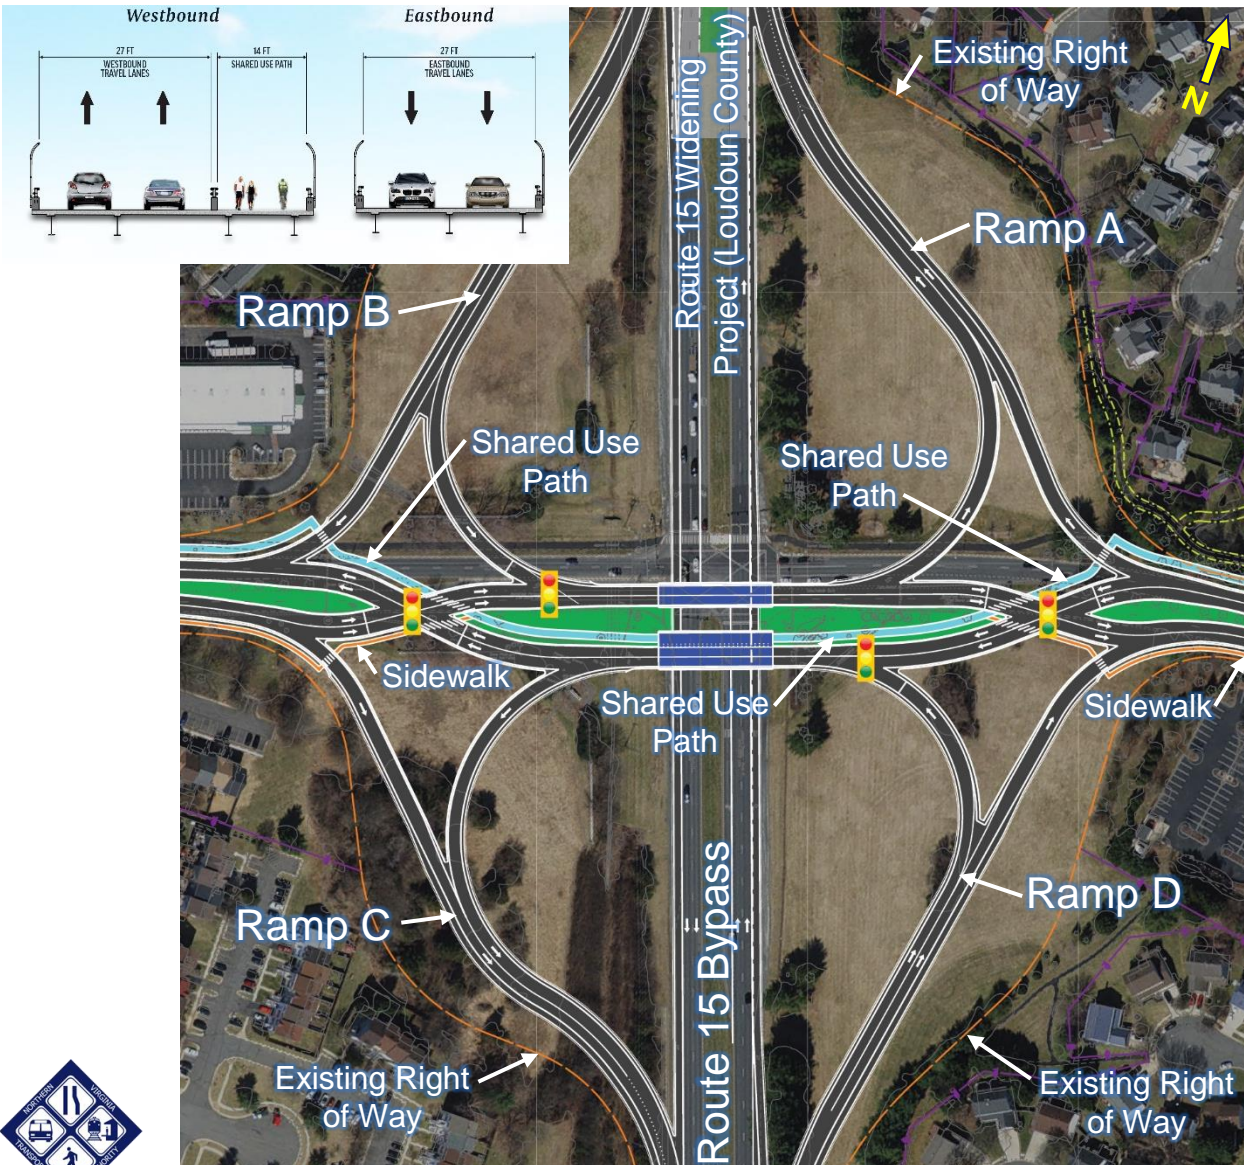 Westbound
Eastbound
27 FT
WESTBOUND
TRAVEL LANES
14 FT
SHARED USE PATH
27 FT
EASTBOUND
TRAVEL LANES
Route 15 Widening
Project (Loudoun County)
Existing Right
of Way
N
Ramp A
Ramp B
Shared Use
Path
Shared Use
Path
Sidewalk
Shared Use
Path
Sidewalk
Ramp C
Ramp D
Route 15 Bypass
Existing Right
of Way
Existing Right
of Way
NORTHERN
VIRGINIA